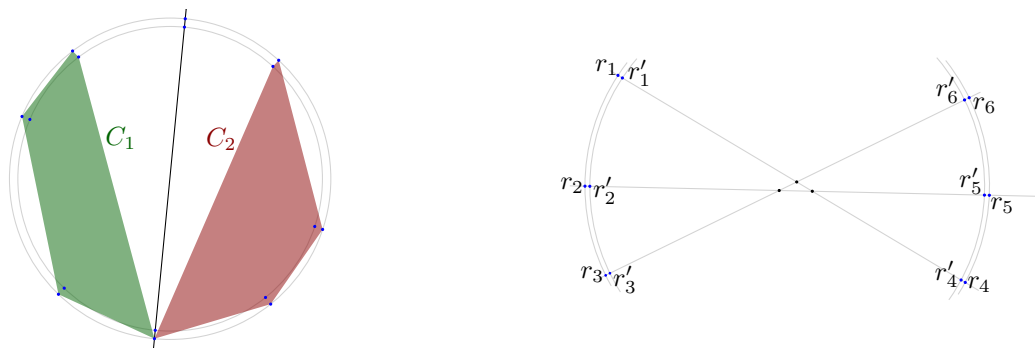 C₁
C₂
r₁ r′₁
r₂ r′₂
r₃ r′₃
r′₆ r₆
r′₅ r₅
r′₄ r₄